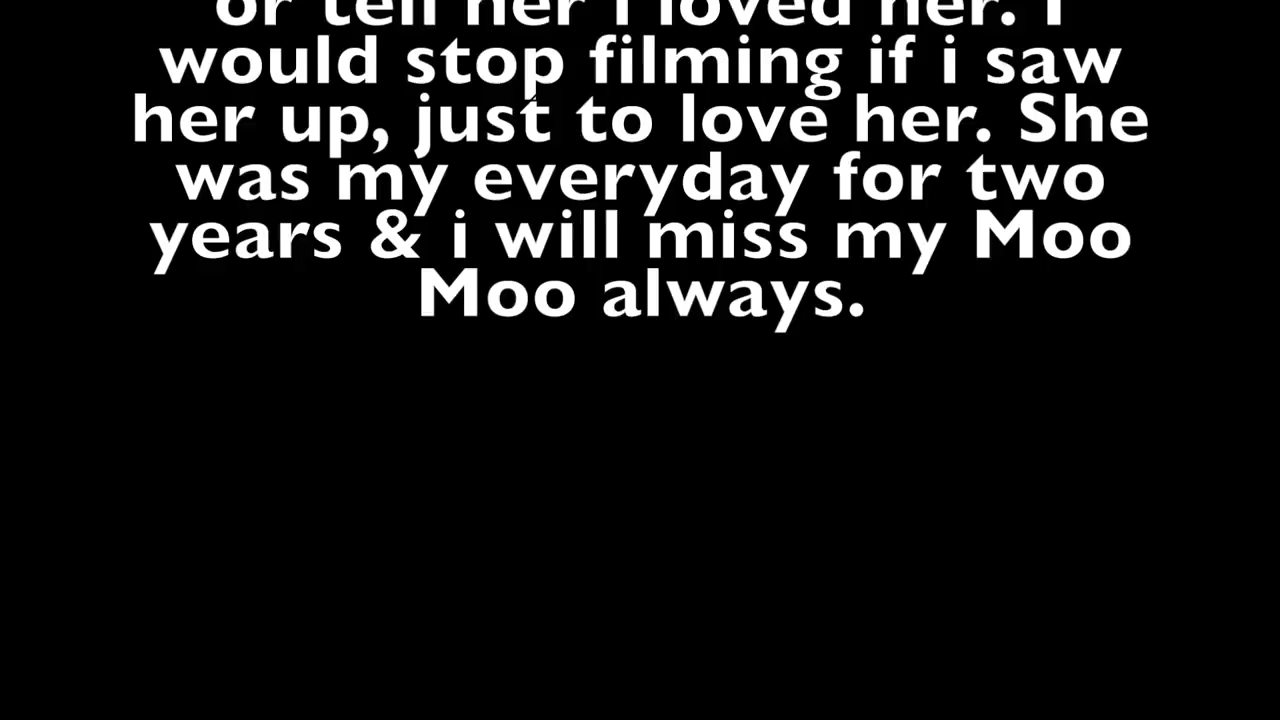 or tell her i loved her. I
would stop filming if i saw
her up, just to love her. She
was my everyday for two
years & i will miss my Moo
Moo always.